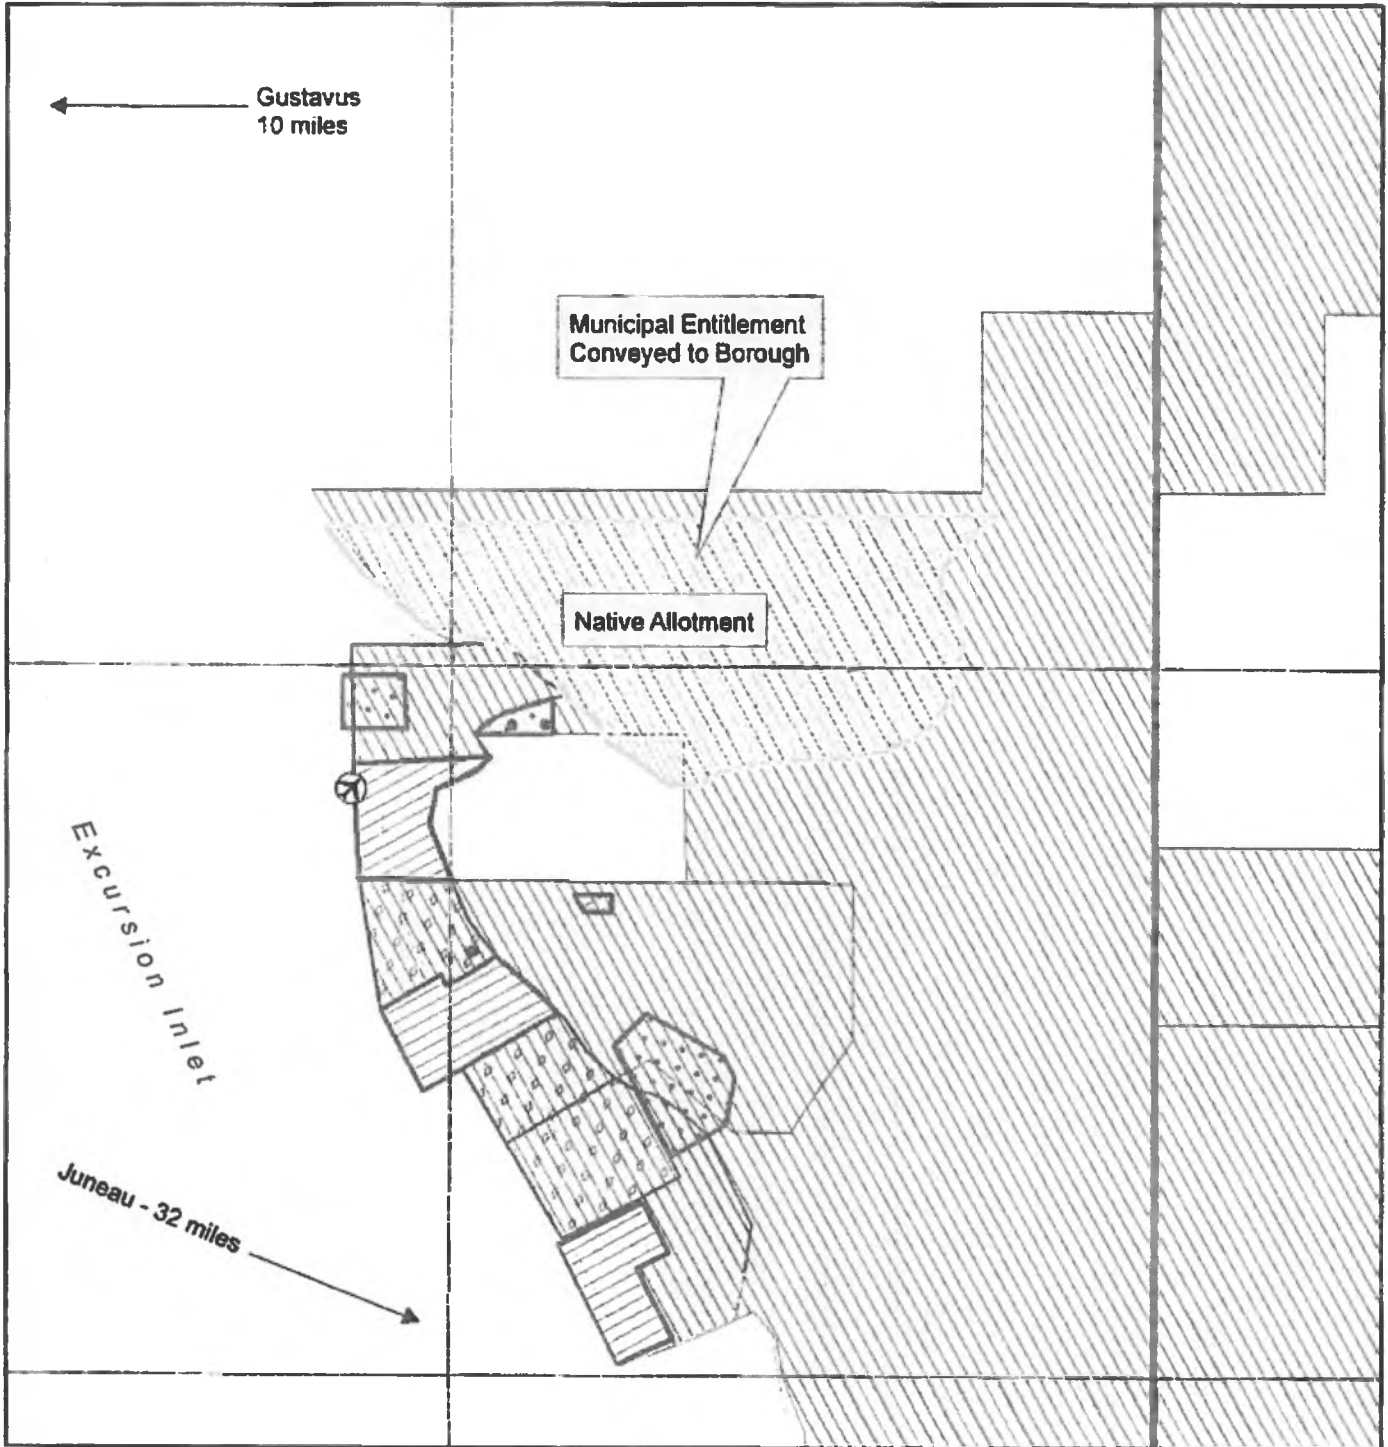 Gustavus
10 miles
Municipal Entitlement
Conveyed to Borough
Native Allotment
Excursion Inlet
Juneau - 32 miles